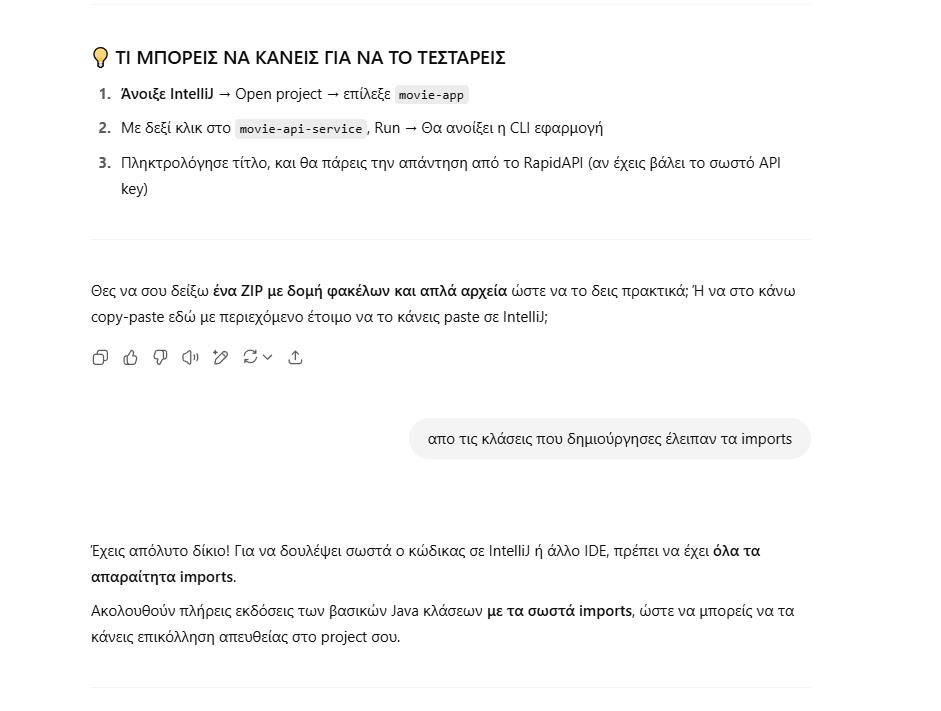 💡 ΤΙ ΜΠΟΡΕΙΣ ΝΑ ΚΑΝΕΙΣ ΓΙΑ ΝΑ ΤΟ ΤΕΣΤΑΡΕΙΣ
1. Άνοιξε IntelliJ → Open project → επίλεξε movie-app
2. Με δεξί κλικ στο movie-api-service, Run → Θα ανοίξει η CLI εφαρμογή
3. Πληκτρολόγησε τίτλο, και θα πάρεις την απάντηση από το RapidAPI (αν έχεις βάλει το σωστό API
key)
Θες να σου δείξω ένα ZIP με δομή φακέλων και απλά αρχεία ώστε να το δεις πρακτικά; Ή να στο κάνω
copy-paste εδώ με περιεχόμενο έτοιμο να το κάνεις paste σε IntelliJ;
απο τις κλάσεις που δημιούργησες έλειπαν τα imports
Έχεις απόλυτο δίκιο! Για να δουλέψει σωστά ο κώδικας σε IntelliJ ή άλλο IDE, πρέπει να έχει όλα τα
απαραίτητα imports.
Ακολουθούν πλήρεις εκδόσεις των βασικών Java κλάσεων με τα σωστά imports, ώστε να μπορείς να τα
κάνεις επικόλληση απευθείας στο project σου.